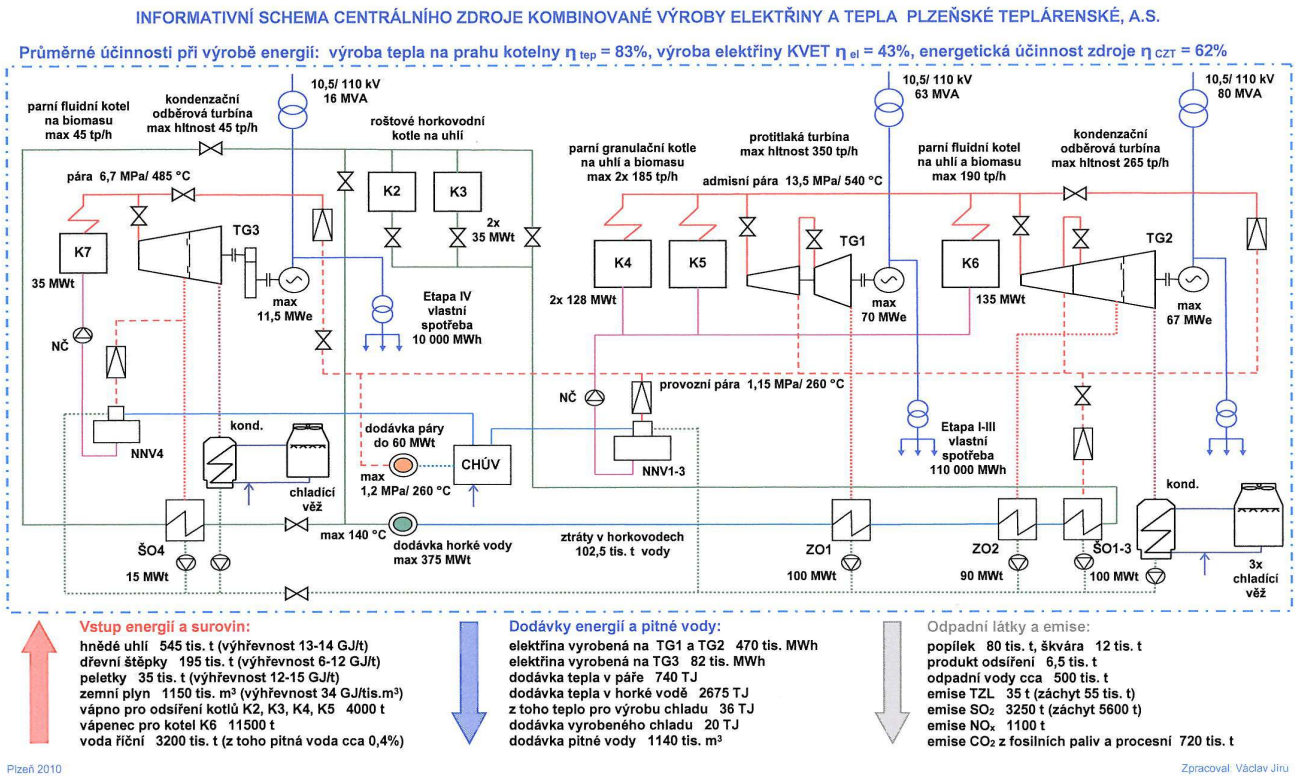 INFORMATIVNÍ SCHEMA CENTRÁLNÍHO ZDROJE KOMBINOVANÉ VÝROBY ELEKTŘINY A TEPLA PLZEŇSKÉ TEPLÁRENSKÉ, A.S.
Průměrné účinnosti při výrobě energií: výroba tepla na prahu kotelny η tep = 83%, výroba elektřiny KVET η el = 43%, energetická účinnost zdroje η CZT = 62%
parní fluidní kotel
na biomasu
max 45 tp/h
kondenzační
odběrová turbína
max hltnost 45 tp/h
10,5/ 110 kV
16 MVA
roštové horkovodní
kotle na uhlí
parní granulační kotle
na uhlí a biomasu
max 2x 185 tp/h
protitlaká turbína
max hltnost 350 tp/h
10,5/ 110 kV
63 MVA
parní fluidní kotel
na uhlí a biomasu
max 190 tp/h
kondenzační
odběrová turbína
max hltnost 265 tp/h
10,5/ 110 kV
80 MVA
pára 6,7 MPa/ 485 °C
admisní pára 13,5 MPa/ 540 °C
K7
35 MWt
TG3
max
11,5 MWe
K2
K3
2x
35 MWt
K4
K5
2x 128 MWt
TG1
max
70 MWe
K6
135 MWt
TG2
max
67 MWe
Etapa IV
vlastní
spotřeba
10 000 MWh
NČ
NNV4
kond.
chladící
věž
dodávka páry
do 60 MWt
max
1,2 MPa/ 260 °C
CHÚV
provozní pára 1,15 MPa/ 260 °C
NČ
NNV1-3
Etapa I-III
vlastní
spotřeba
110 000 MWh
kond.
3x
chladící
věž
ŠO4
15 MWt
max 140 °C
dodávka horké vody
max 375 MWt
ztráty v horkovodech
102,5 tis. t vody
ZO1
100 MWt
ZO2
90 MWt
ŠO1-3
100 MWt
Vstup energií a surovin:
hnědé uhlí 545 tis. t (výhřevnost 13-14 GJ/t)
dřevní štěpky 195 tis. t (výhřevnost 6-12 GJ/t)
peletky 35 tis. t (výhřevnost 12-15 GJ/t)
zemní plyn 1150 tis. m³ (výhřevnost 34 GJ/tis.m³)
vápno pro odsíření kotlů K2, K3, K4, K5 4000 t
vápenec pro kotel K6 11500 t
voda říční 3200 tis. t (z toho pitná voda cca 0,4%)
Dodávky energií a pitné vody:
elektřina vyrobená na TG1 a TG2 470 tis. MWh
elektřina vyrobená na TG3 82 tis. MWh
dodávka tepla v páře 740 TJ
dodávka tepla v horké vodě 2675 TJ
z toho teplo pro výrobu chladu 36 TJ
dodávka vyrobeného chladu 20 TJ
dodávka pitné vody 1140 tis. m³
Odpadní látky a emise:
popílek 80 tis. t, škvára 12 tis. t
produkt odsíření 6,5 tis. t
odpadní vody cca 500 tis. t
emise TZL 35 t (záchyt 55 tis. t)
emise SO₂ 3250 t (záchyt 5600 t)
emise NOₓ 1100 t
emise CO₂ z fosilních paliv a procesní 720 tis. t
Plzeň 2010
Zpracoval: Václav Jírů